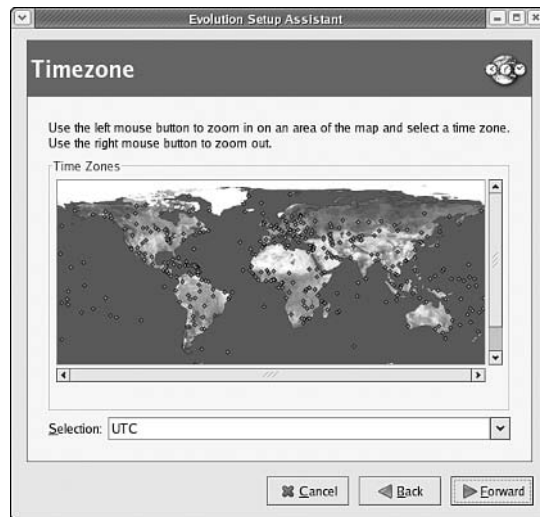 Evolution Setup Assistant
Timezone
Use the left mouse button to zoom in on an area of the map and select a time zone.
Use the right mouse button to zoom out.
Time Zones
Selection: UTC
Cancel
Back
Forward